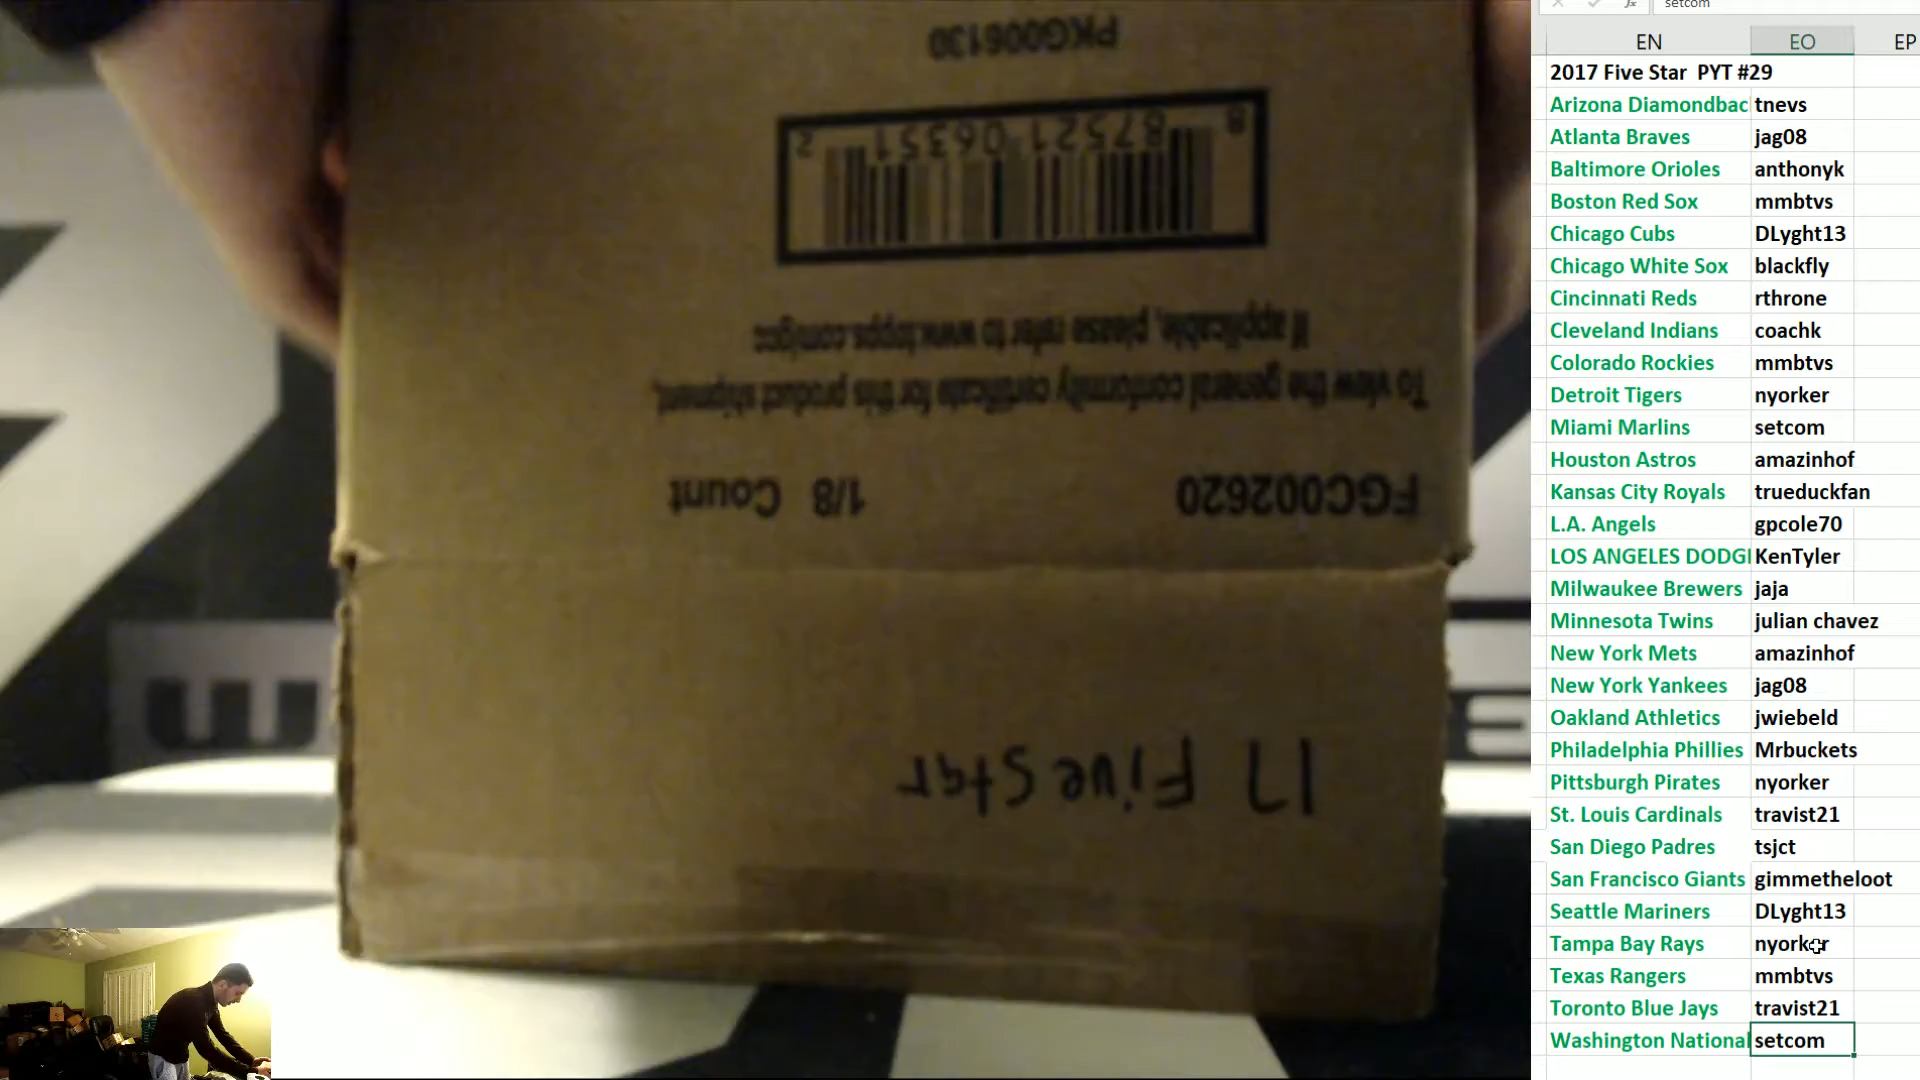 PKG006130
8 87521 06351 2
If applicable, please refer to www.topps.com/gcc
To view the general conformity certificate for this product shipment,
FGC002620 1/8 Count
17 Five Star
setcom
EN EO EP
2017 Five Star PYT #29
Arizona Diamondbac tnevs
Atlanta Braves jag08
Baltimore Orioles anthonyk
Boston Red Sox mmbtvs
Chicago Cubs DLyght13
Chicago White Sox blackfly
Cincinnati Reds rthrone
Cleveland Indians coachk
Colorado Rockies mmbtvs
Detroit Tigers nyorker
Miami Marlins setcom
Houston Astros amazinhof
Kansas City Royals trueduckfan
L.A. Angels gpcole70
LOS ANGELES DODG KenTyler
Milwaukee Brewers jaja
Minnesota Twins julian chavez
New York Mets amazinhof
New York Yankees jag08
Oakland Athletics jwiebeld
Philadelphia Phillies Mrbuckets
Pittsburgh Pirates nyorker
St. Louis Cardinals travist21
San Diego Padres tsjct
San Francisco Giants gimmetheloot
Seattle Mariners DLyght13
Tampa Bay Rays nyorker
Texas Rangers mmbtvs
Toronto Blue Jays travist21
Washington National setcom